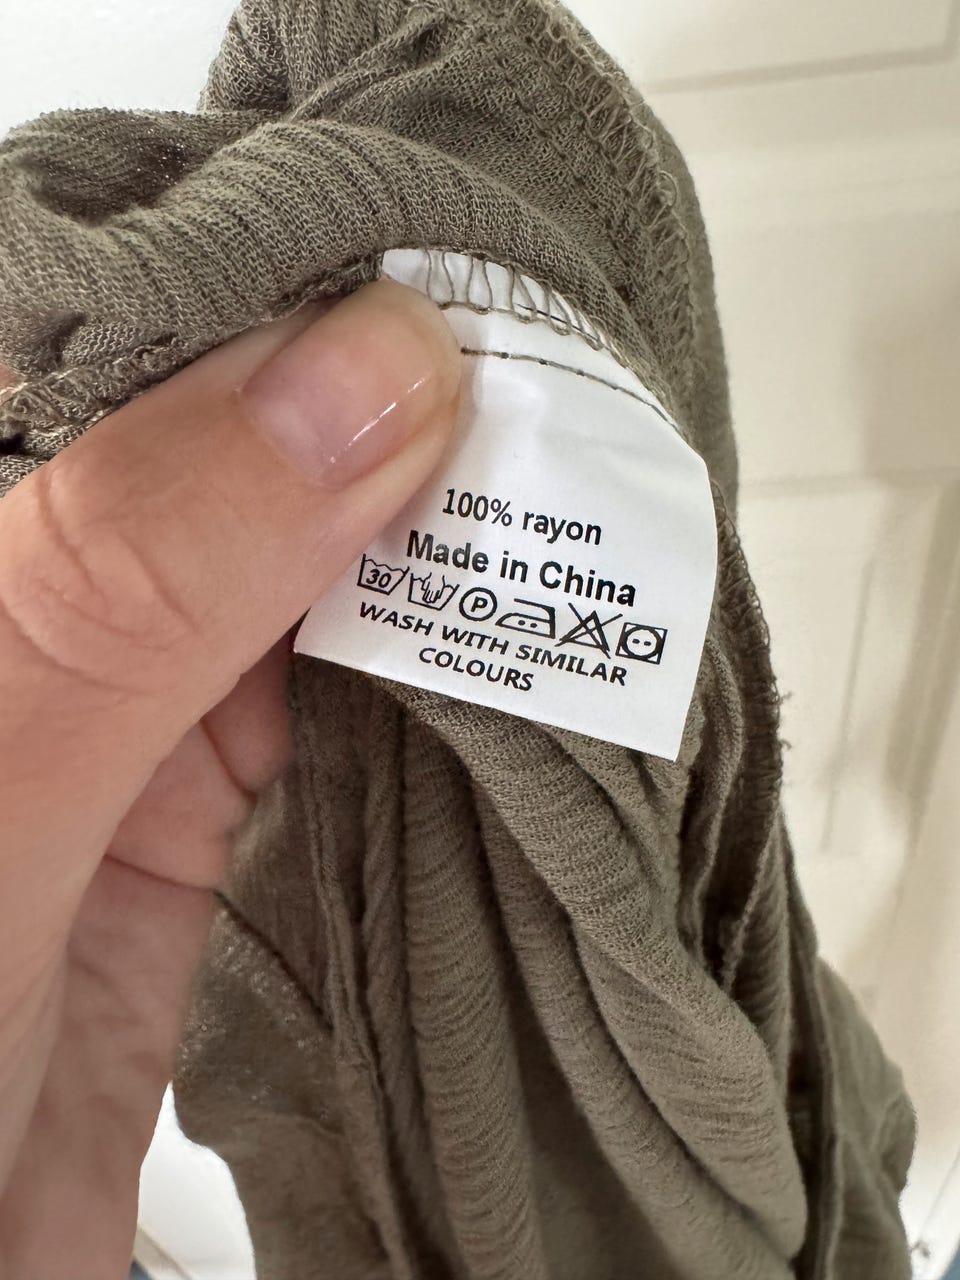 100% rayon
Made in China
30 P
WASH WITH SIMILAR
COLOURS